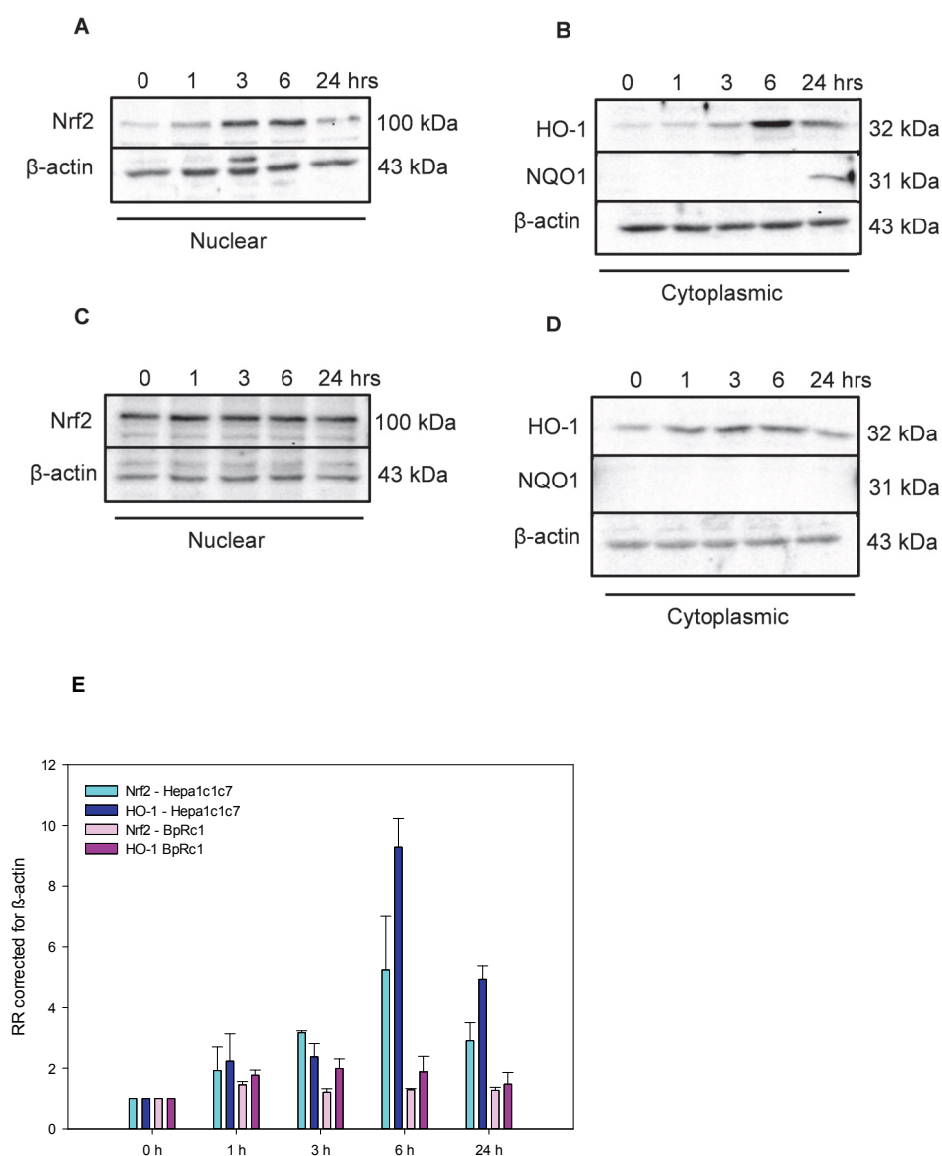 A
0 1 3 6 24 hrs
Nrf2 100 kDa
ß-actin 43 kDa
Nuclear
B
0 1 3 6 24 hrs
HO-1 32 kDa
NQO1 31 kDa
ß-actin 43 kDa
Cytoplasmic
C
0 1 3 6 24 hrs
Nrf2 100 kDa
ß-actin 43 kDa
Nuclear
D
0 1 3 6 24 hrs
HO-1 32 kDa
NQO1 31 kDa
ß-actin 43 kDa
Cytoplasmic
E
RR corrected for ß-actin
12
10
8
6
4
2
0
Nrf2 - Hepa1c1c7
HO-1 - Hepa1c1c7
Nrf2 - BpRc1
HO-1 BpRc1
0 h 1 h 3 h 6 h 24 h